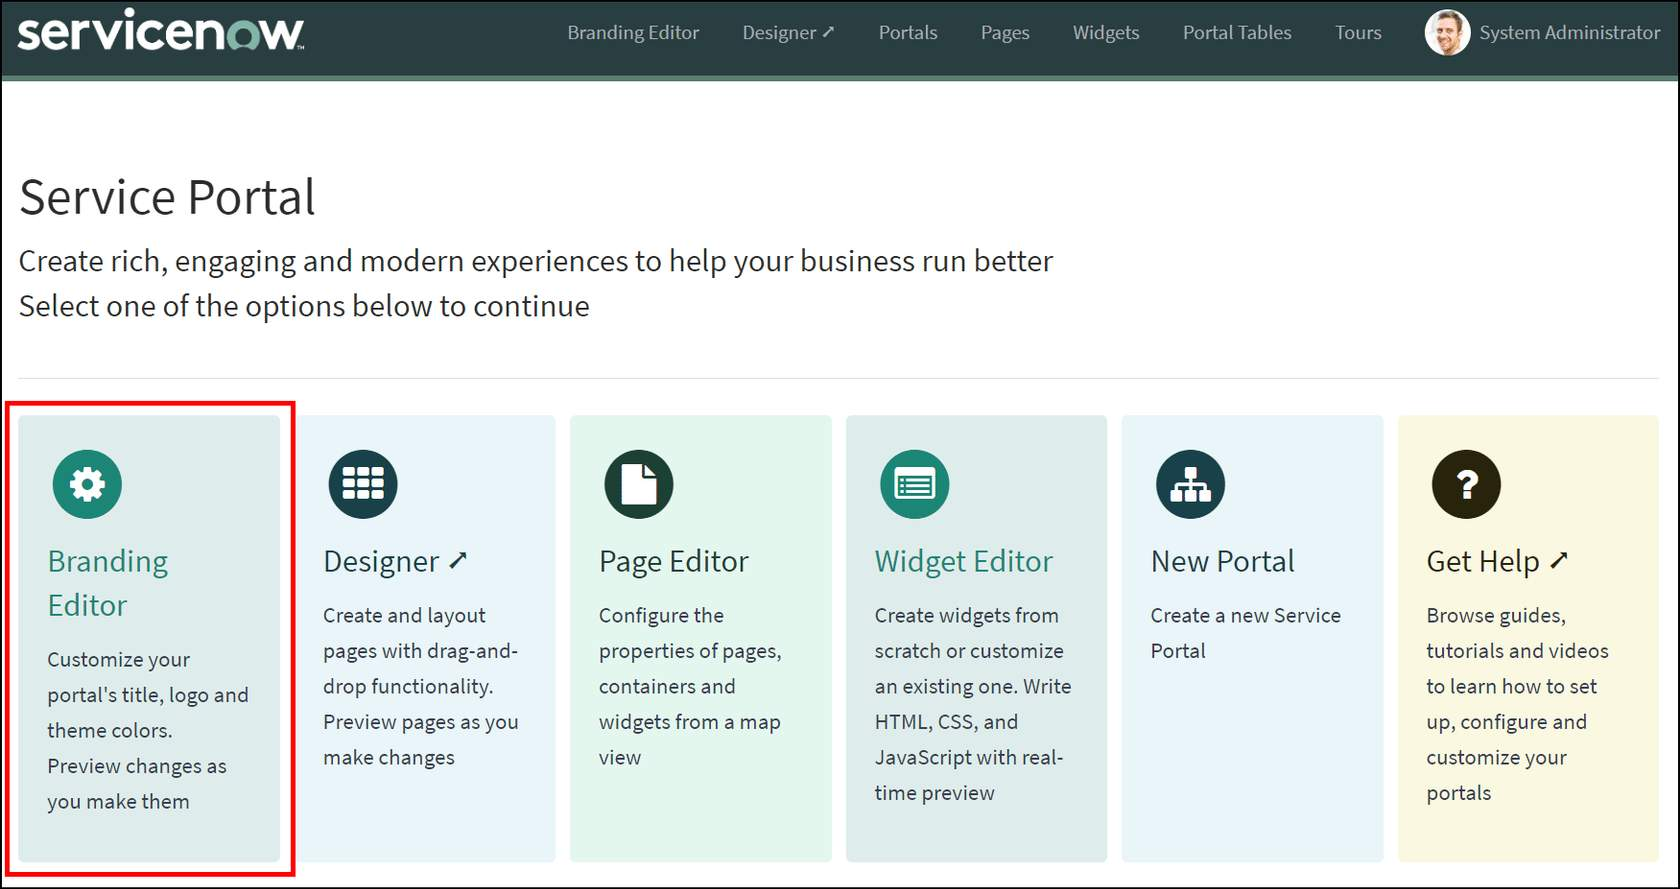 servicenow™
Branding Editor
Designer ➚
Portals
Pages
Widgets
Portal Tables
Tours
System Administrator
Service Portal
Create rich, engaging and modern experiences to help your business run better
Select one of the options below to continue
Branding
Editor
Customize your
portal's title, logo and
theme colors.
Preview changes as
you make them
Designer ➚
Create and layout
pages with drag-and-
drop functionality.
Preview pages as you
make changes
Page Editor
Configure the
properties of pages,
containers and
widgets from a map
view
Widget Editor
Create widgets from
scratch or customize
an existing one. Write
HTML, CSS, and
JavaScript with real-
time preview
New Portal
Create a new Service
Portal
?
Get Help ➚
Browse guides,
tutorials and videos
to learn how to set
up, configure and
customize your
portals